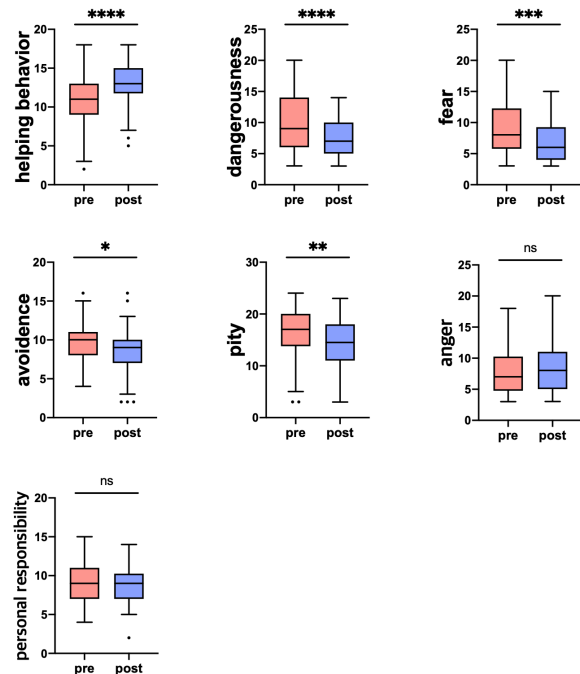 ****
helping behavior
20
15
10
5
0
pre post
****
dangerousness
25
20
15
10
5
0
pre post
***
fear
25
20
15
10
5
0
pre post
*
avoidence
20
15
10
5
0
pre post
**
pity
30
20
10
0
pre post
ns
anger
25
20
15
10
5
0
pre post
ns
personal responsibility
20
15
10
5
0
pre post